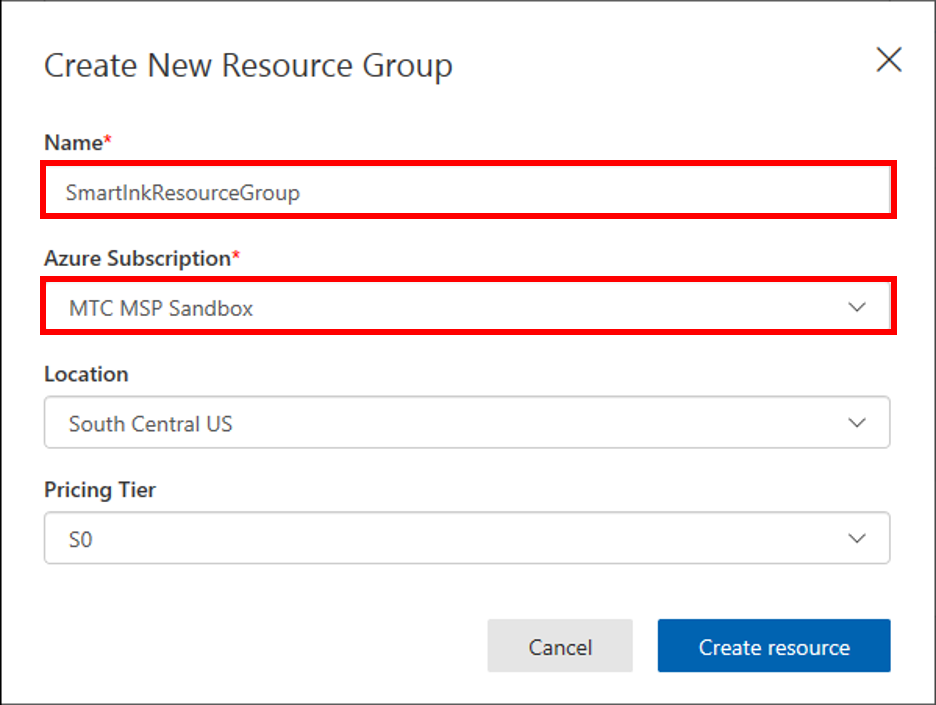 Create New Resource Group
Name*
SmartInkResourceGroup
Azure Subscription*
MTC MSP Sandbox
Location
South Central US
Pricing Tier
S0
Cancel
Create resource